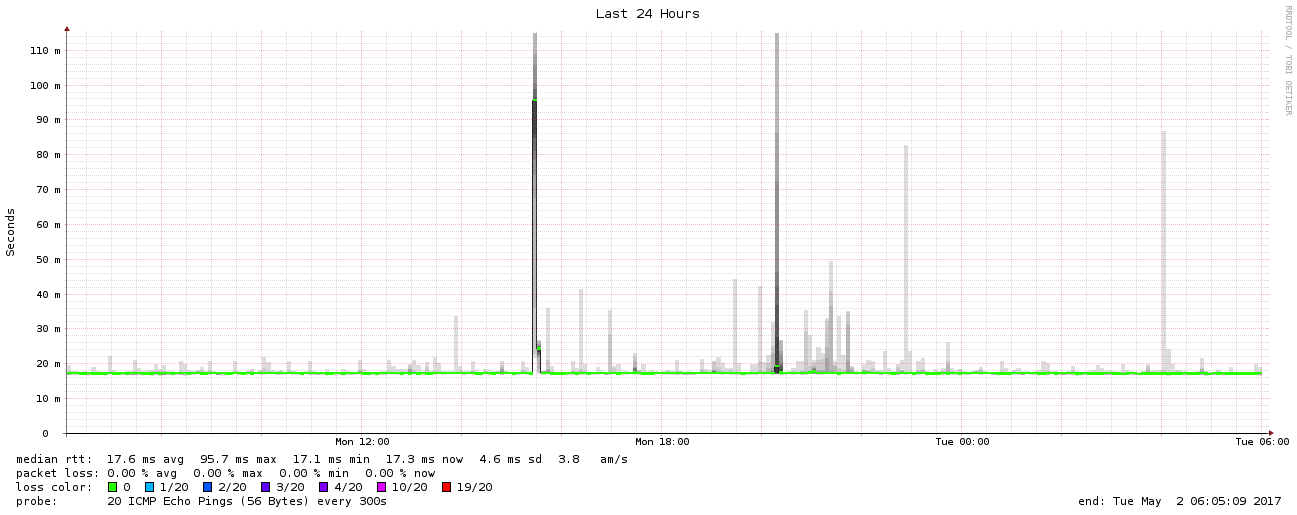 Last 24 Hours
RRDTOOL / TOBI OETIKER
Seconds
110 m
100 m
90 m
80 m
70 m
60 m
50 m
40 m
30 m
20 m
10 m
0
Mon 12:00 Mon 18:00 Tue 00:00 Tue 06:00
median rtt: 17.6 ms avg 95.7 ms max 17.1 ms min 17.3 ms now 4.6 ms sd 3.8 am/s
packet loss: 0.00 % avg 0.00 % max 0.00 % min 0.00 % now
loss color: 0 1/20 2/20 3/20 4/20 10/20 19/20
probe: 20 ICMP Echo Pings (56 Bytes) every 300s end: Tue May 2 06:05:09 2017